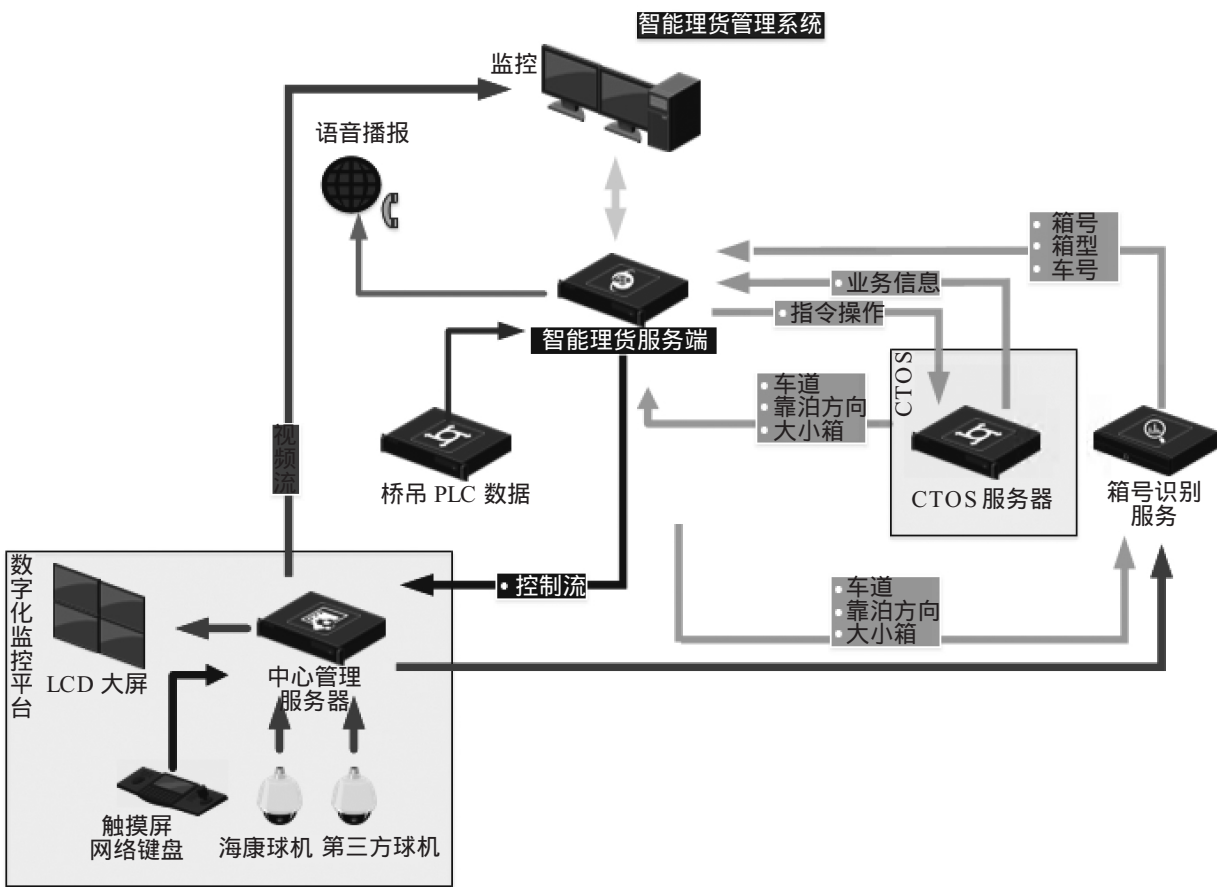 智能理货管理系统
监控
语音播报
箱号
箱型
车号
业务信息
指令操作
智能理货服务端
CTOS
车道
靠泊方向
大小箱
视频流
桥吊 PLC 数据
CTOS 服务器
箱号识别
服务
数字化监控平台
控制流
车道
靠泊方向
大小箱
LCD 大屏
中心管理
服务器
触摸屏
网络键盘
海康球机
第三方球机